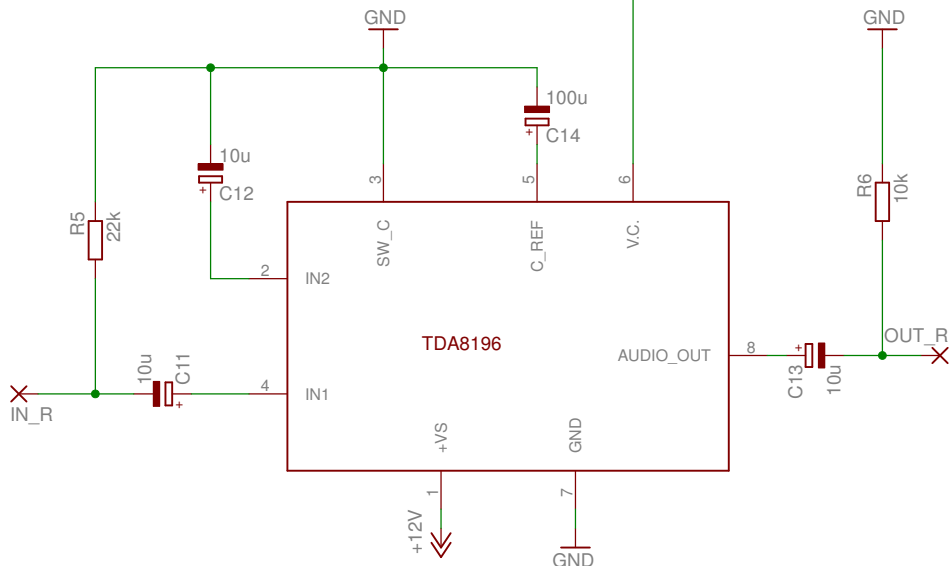 GND
GND
100u
C14
10u
C12
3
5
6
R6
10k
R5
22k
SW_C
C_REF
V.C.
2
IN2
TDA8196
OUT_R
AUDIO_OUT
8
+
C13
10u
10u
C11
+
4
IN1
IN_R
+VS
GND
1
7
+12V
GND
+
+